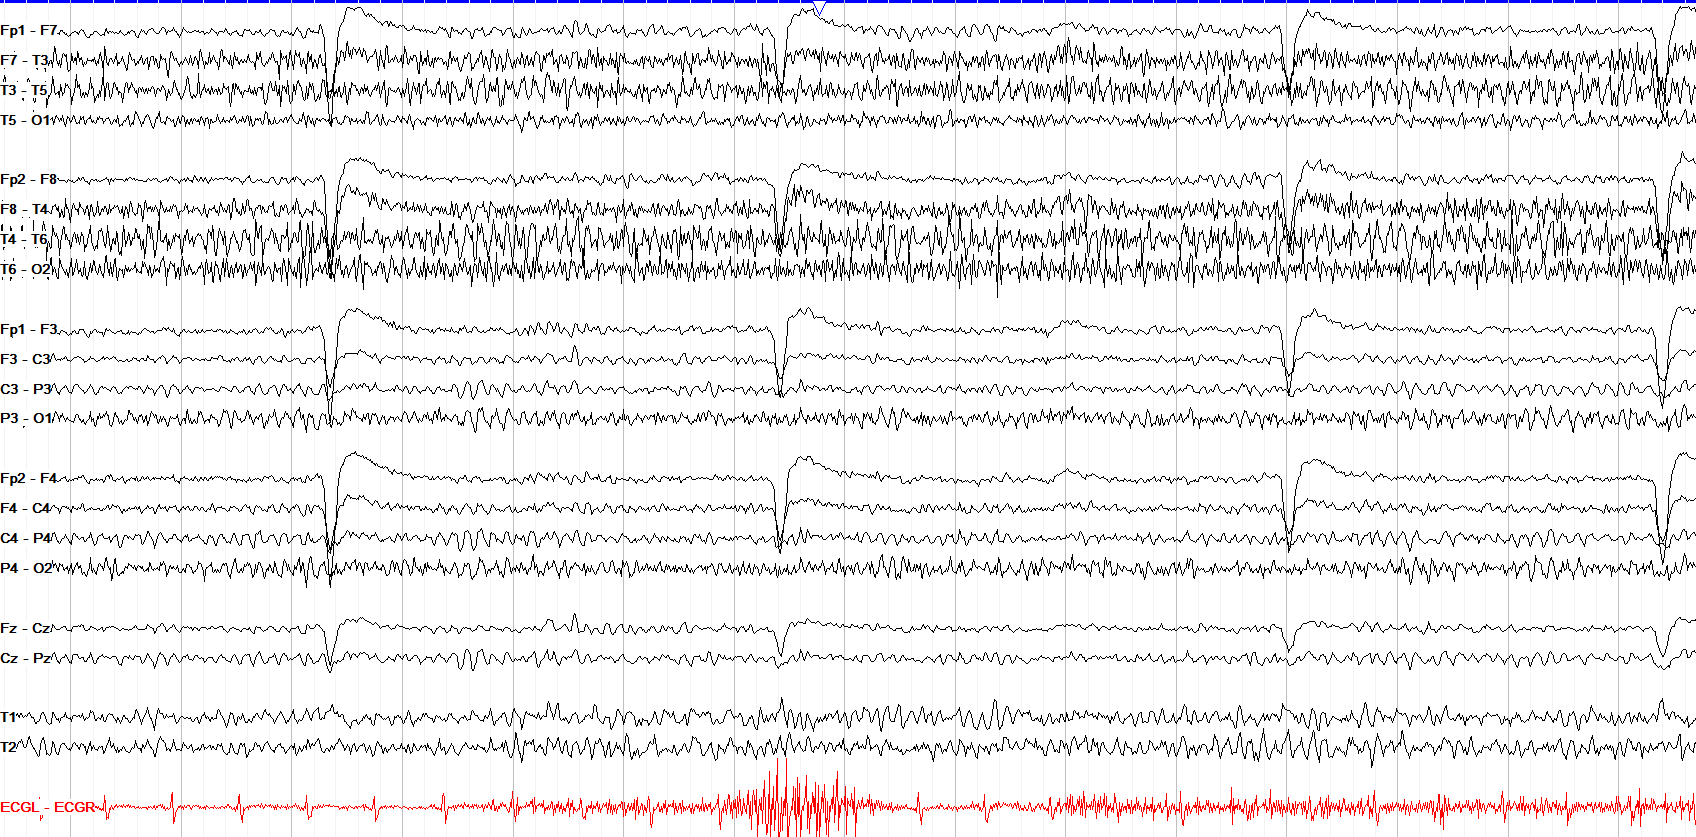 Fp1 - F7
F7 - T3
T3 - T5
T5 - O1
Fp2 - F8
F8 - T4
T4 - T6
T6 - O2
Fp1 - F3
F3 - C3
C3 - P3
P3 - O1
Fp2 - F4
F4 - C4
C4 - P4
P4 - O2
Fz - Cz
Cz - Pz
T1
T2
ECGL - ECGR